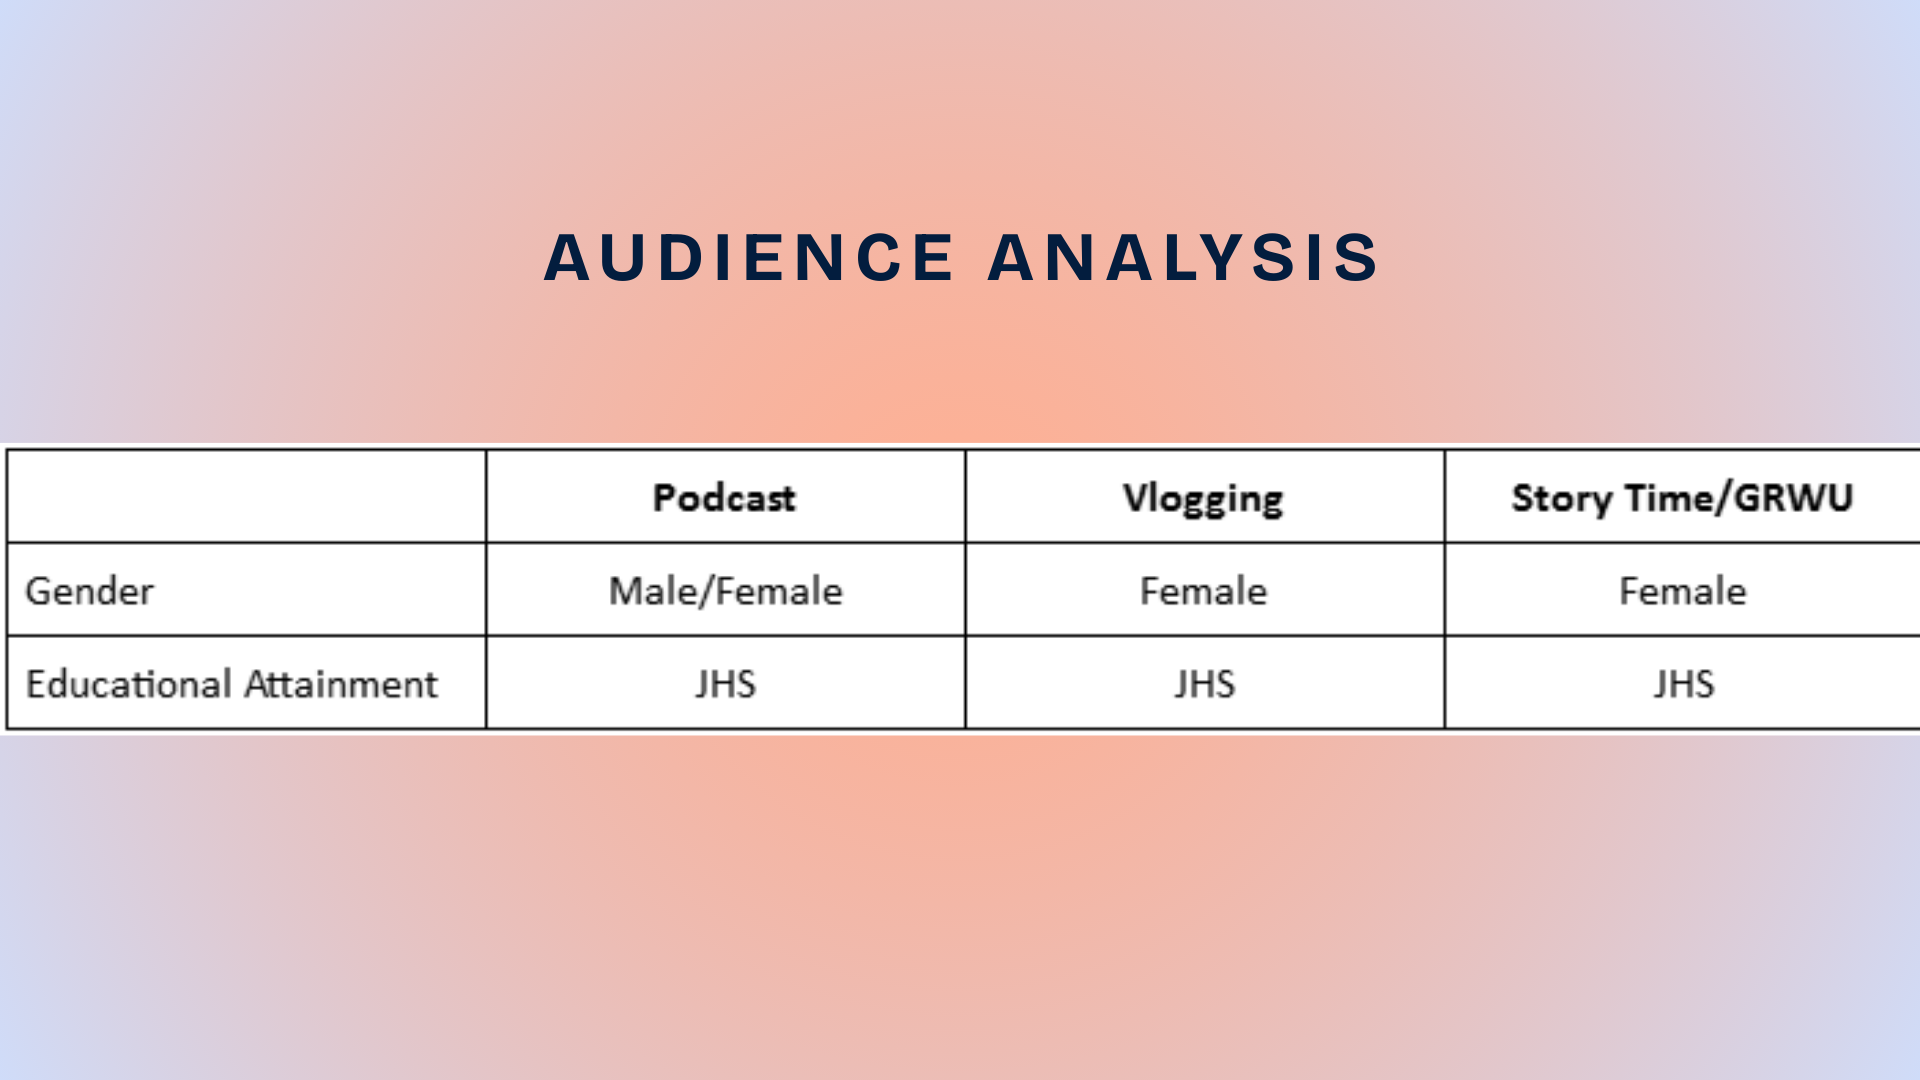 AUDIENCE ANALYSIS
Podcast Vlogging Story Time/GRWU
Gender Male/Female Female Female
Educational Attainment JHS JHS JHS